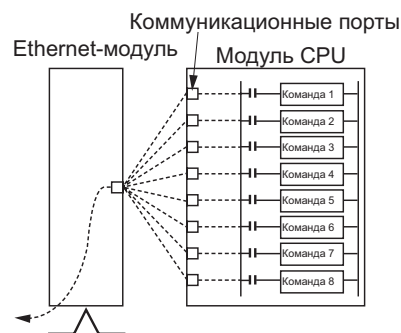 Коммуникационные порты
Ethernet-модуль
Модуль CPU
Команда 1
Команда 2
Команда 3
Команда 4
Команда 5
Команда 6
Команда 7
Команда 8